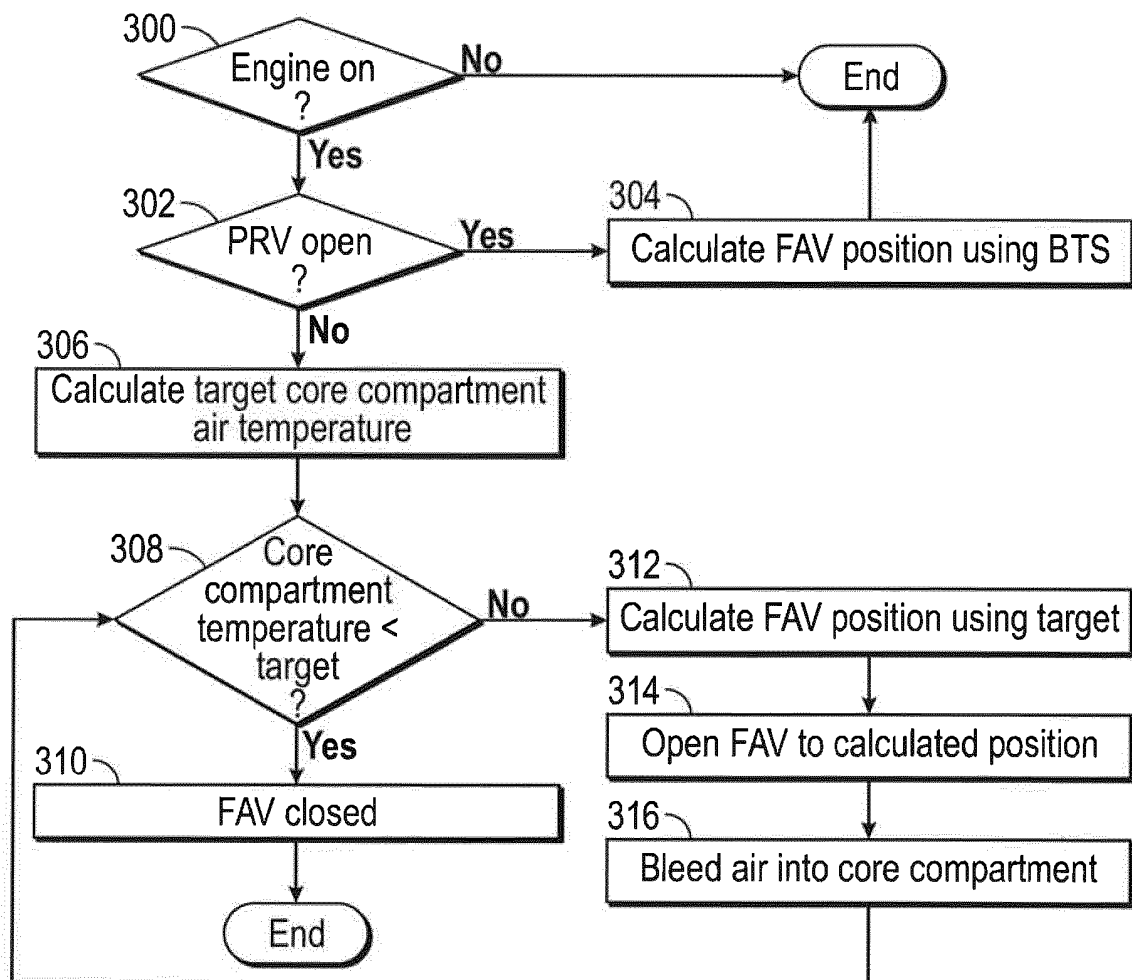 300
Engine on
?
No
End
Yes
302
PRV open
?
Yes
304
Calculate FAV position using BTS
No
306
Calculate target core compartment
air temperature
308
Core
compartment
temperature <
target
?
No
312
Calculate FAV position using target
314
Open FAV to calculated position
Yes
310
FAV closed
316
Bleed air into core compartment
End